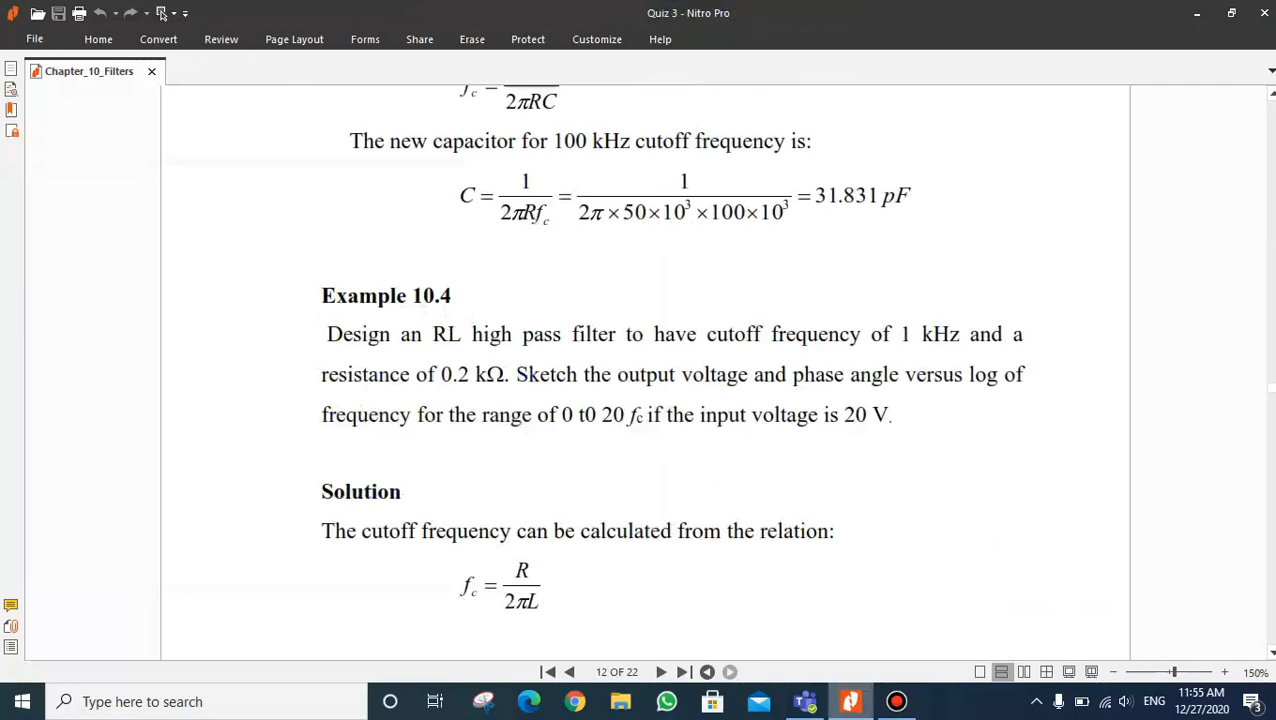 Quiz 3 - Nitro Pro
File Home Convert Review Page Layout Forms Share Erase Protect Customize Help
Chapter_10_Filters
f c = 2πRC
The new capacitor for 100 kHz cutoff frequency is:
C = 1 / 2πRf c = 1 / 2π × 50×10³ ×100×10³ = 31.831 pF
Example 10.4
Design an RL high pass filter to have cutoff frequency of 1 kHz and a
resistance of 0.2 kΩ. Sketch the output voltage and phase angle versus log of
frequency for the range of 0 t0 20 fc if the input voltage is 20 V.
Solution
The cutoff frequency can be calculated from the relation:
f c = R / 2πL
12 OF 22
150%
Type here to search
ENG
11:55 AM
12/27/2020
3